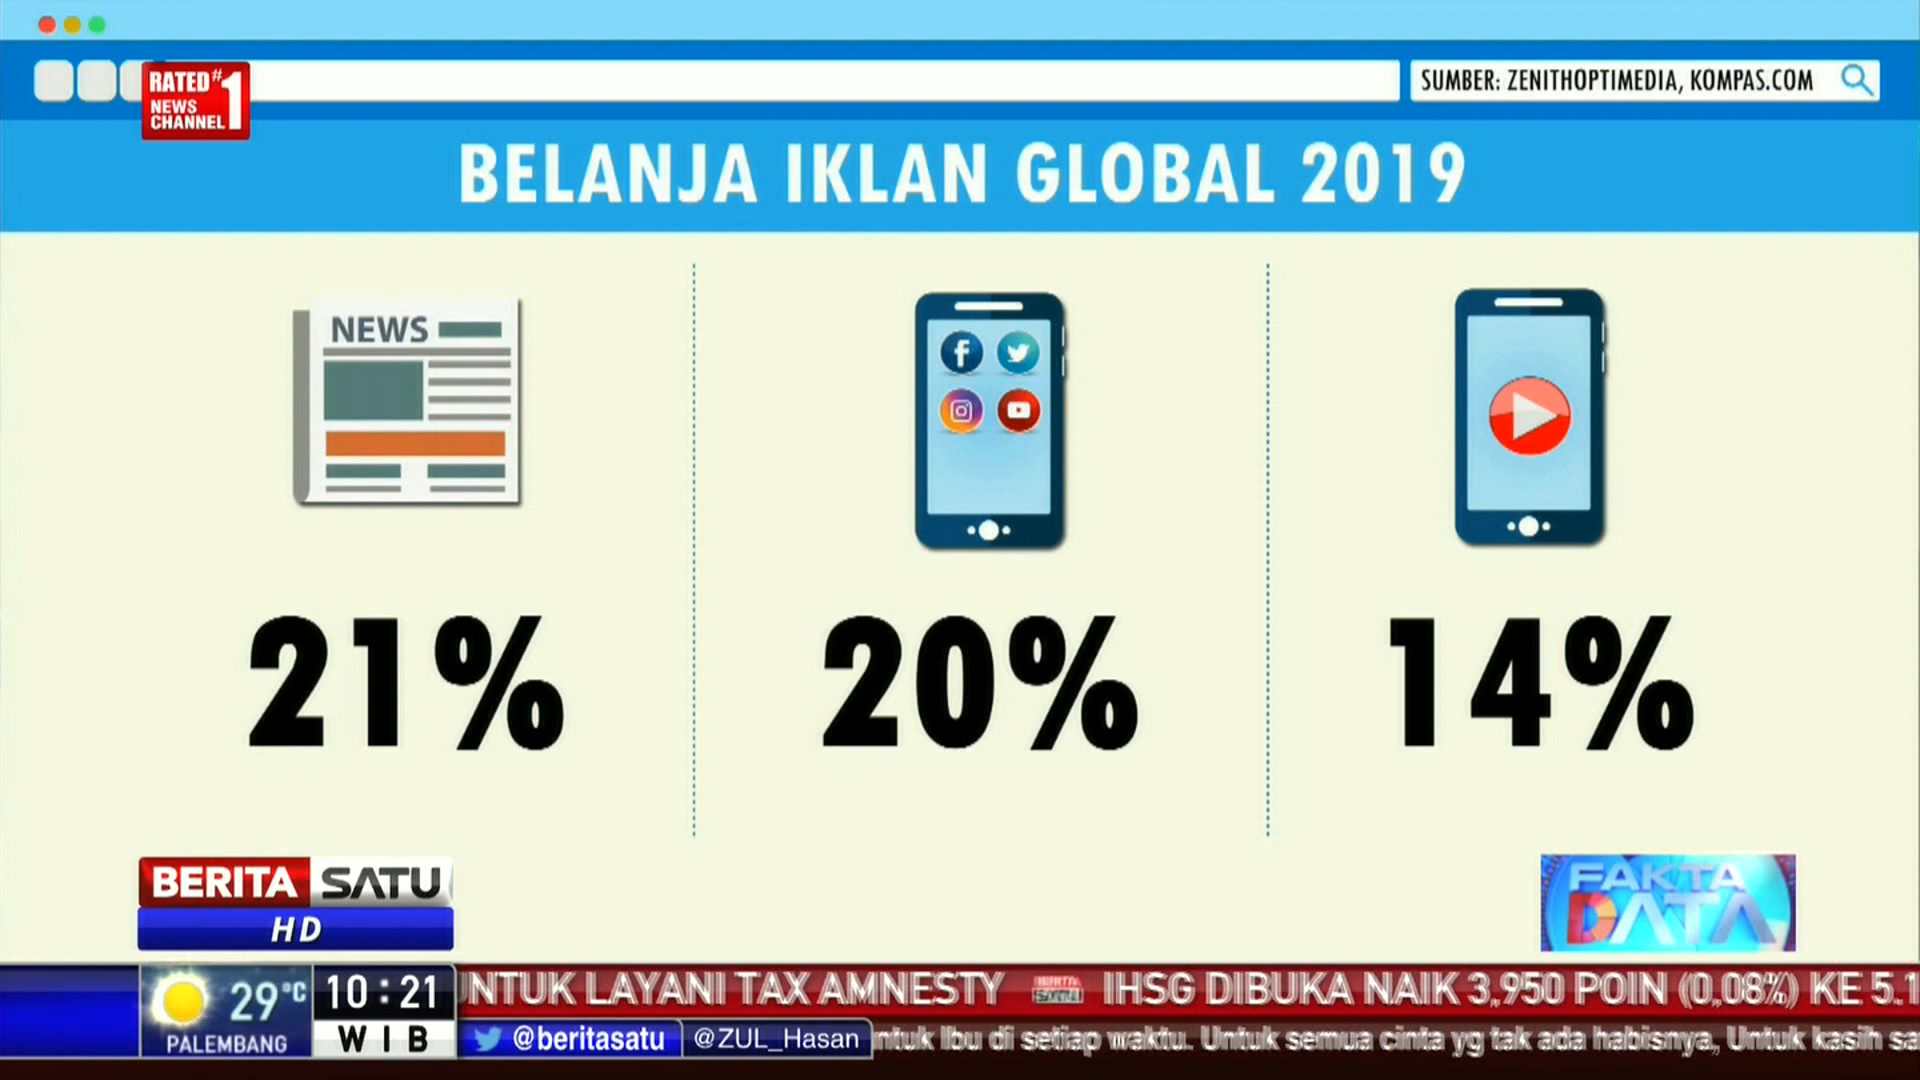 RATED #1
NEWS
CHANNEL
SUMBER: ZENITHOPTIMEDIA, KOMPAS.COM
BELANJA IKLAN GLOBAL 2019
NEWS
21%
20%
14%
BERITA SATU
HD
FAKTA
DATA
29°C
PALEMBANG
10:21
WIB
NTUK LAYANI TAX AMNESTY BERITA SATU IHSG DIBUKA NAIK 3,950 POIN (0,08%) KE 5.1
@beritasatu @ZUL_Hasan ntuk Ibu di setiap waktu. Untuk semua cinta yg tak ada habisnya, Untuk kasih sa